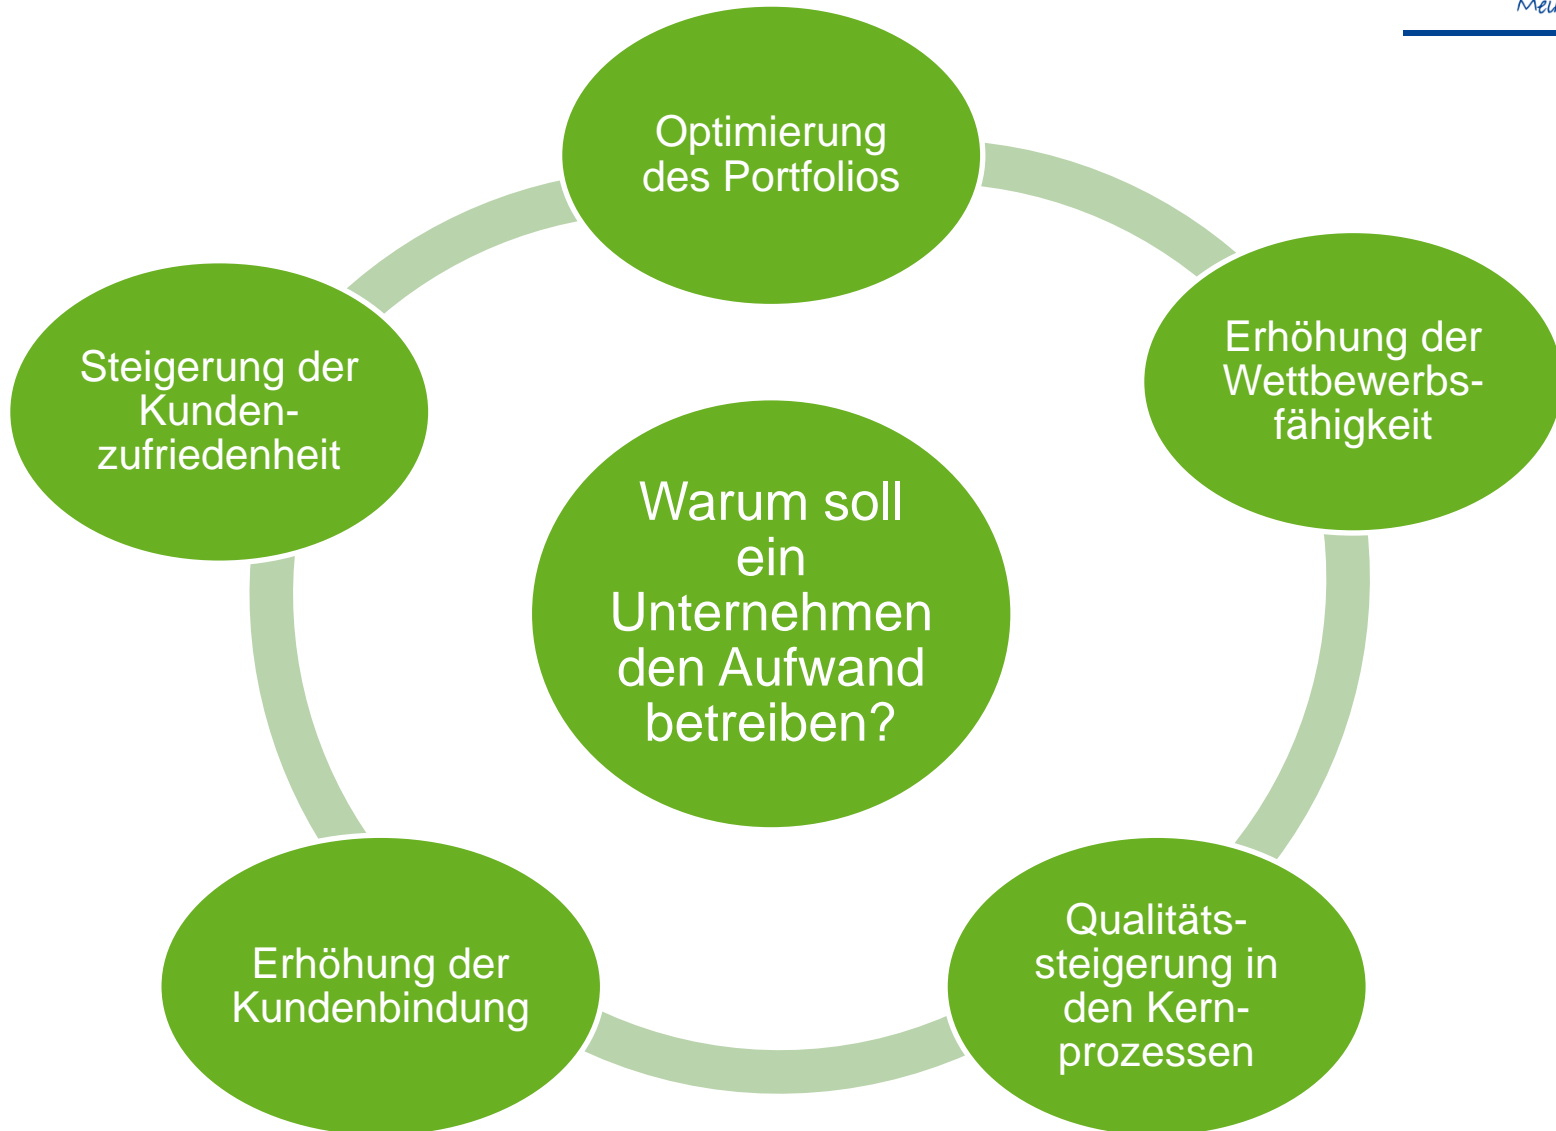 Optimierung
des Portfolios
Erhöhung der
Wettbewerbs-
fähigkeit
Qualitäts-
steigerung in
den Kern-
prozessen
Erhöhung der
Kundenbindung
Steigerung der
Kunden-
zufriedenheit
Warum soll
ein
Unternehmen
den Aufwand
betreiben?